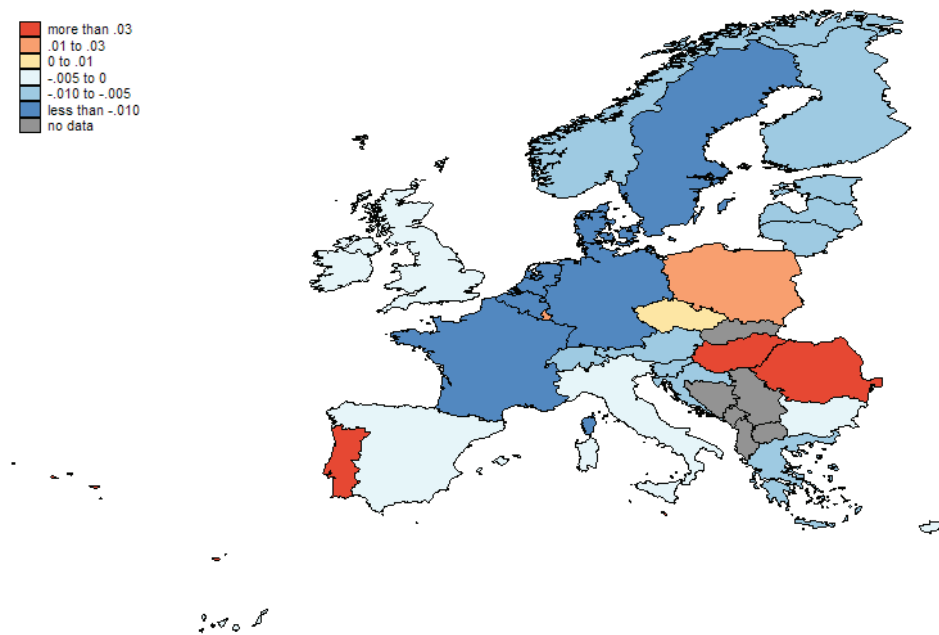 more than .03
.01 to .03
0 to .01
-.005 to 0
-.010 to -.005
less than -.010
no data